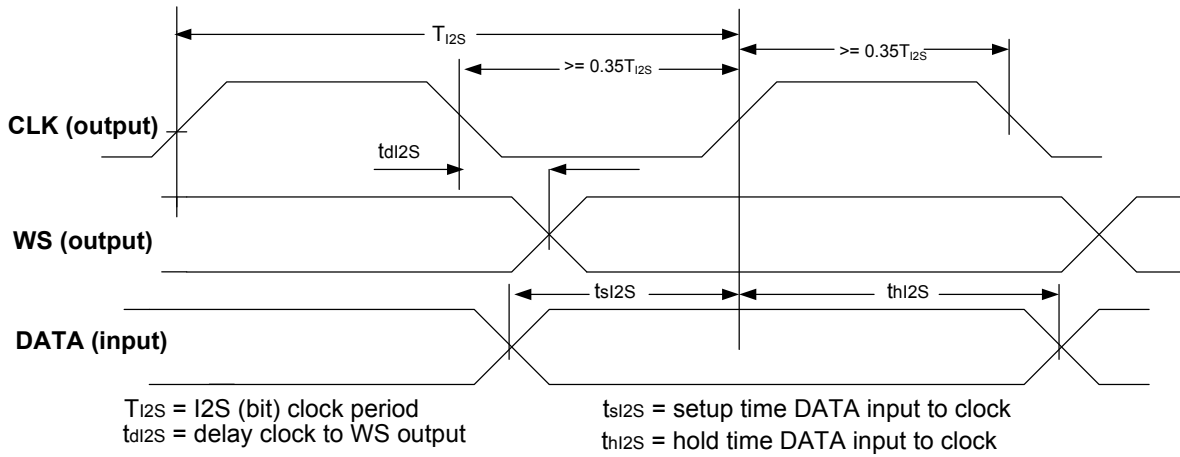 TI2S
>= 0.35TI2S
>= 0.35TI2S
CLK (output)
tdI2S
WS (output)
tsI2S
thI2S
DATA (input)
TI2S = I2S (bit) clock period
tdI2S = delay clock to WS output
tsI2S = setup time DATA input to clock
thI2S = hold time DATA input to clock